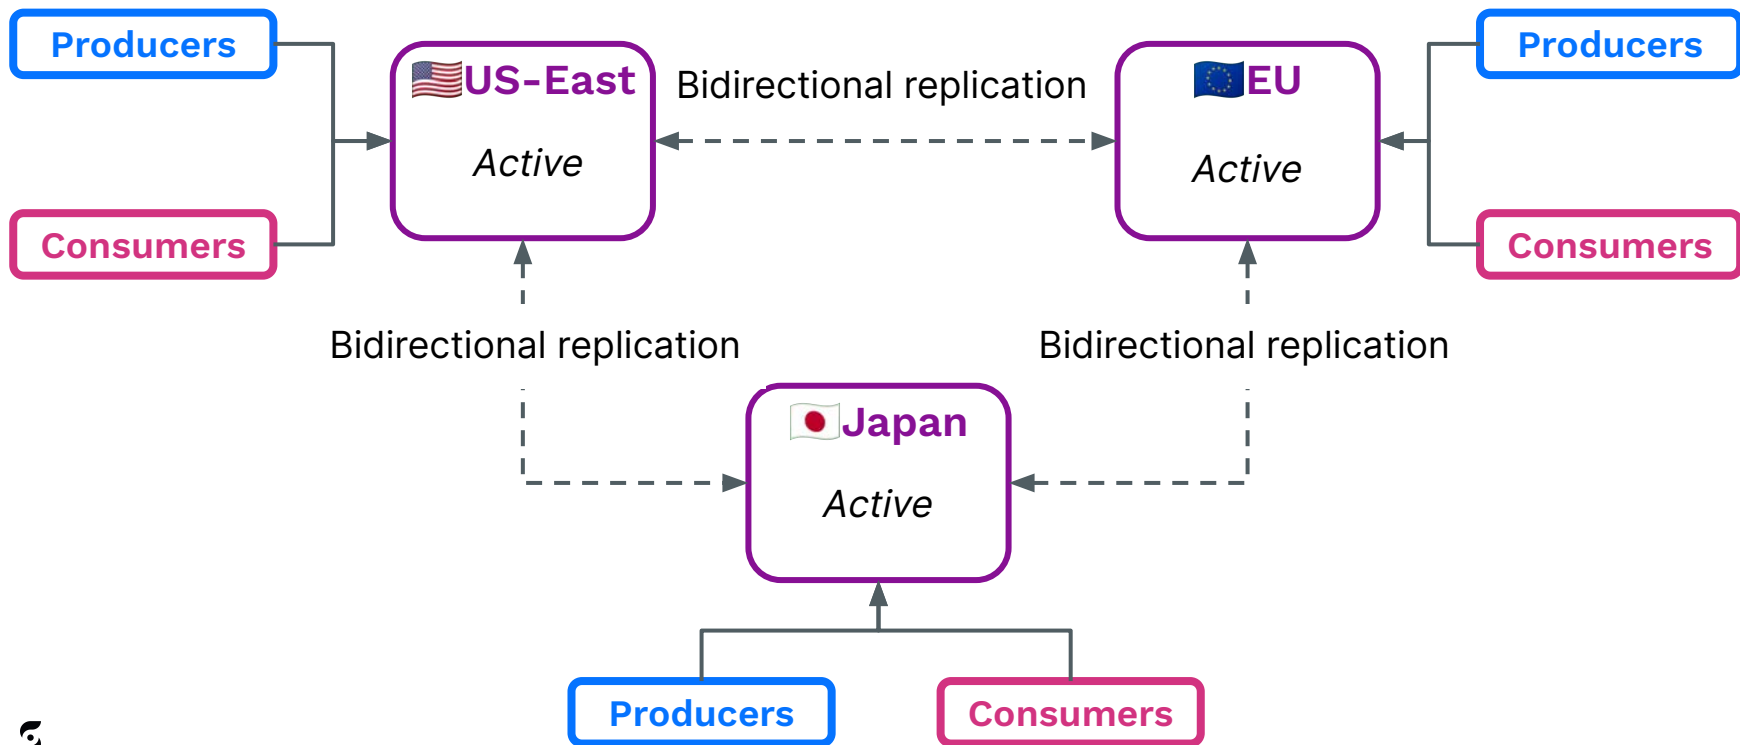 Producers
US-East
Bidirectional replication
EU
Producers
Active
Active
Consumers
Consumers
Bidirectional replication
Bidirectional replication
Japan
Active
Producers
Consumers